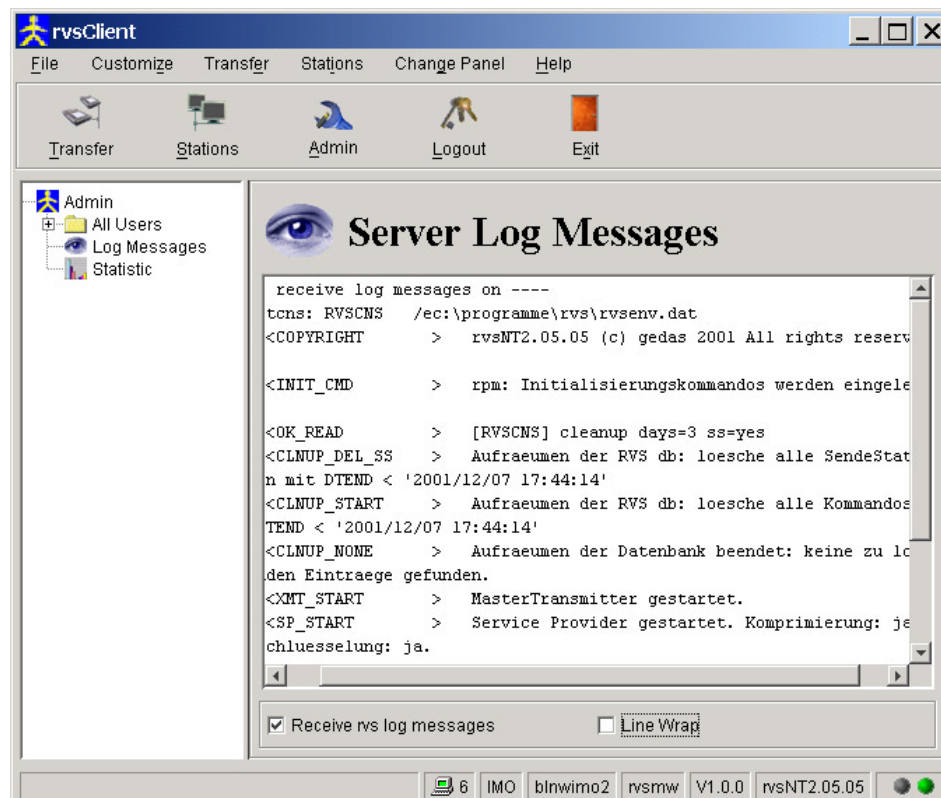 rvsClient
File Customize Transfer Stations Change Panel Help
Transfer Stations Admin Logout Exit
Admin
All Users
Log Messages
Statistic
Server Log Messages
receive log messages on ----
tcns: RVSCNS /ec:\programme\rvs\rvsenv.dat
<COPYRIGHT > rvsNT2.05.05 (c) gedas 2001 All rights reserv
<INIT_CMD > rpm: Initialisierungskommandos werden eingele
<OK_READ > [RVSCNS] cleanup days=3 ss=yes
<CLNUP_DEL_SS > Aufraeumen der RVS db: loesche alle SendeStat
n mit DTEND < '2001/12/07 17:44:14'
<CLNUP_START > Aufraeumen der RVS db: loesche alle Kommandos
TEND < '2001/12/07 17:44:14'
<CLNUP_NONE > Aufraeumen der Datenbank beendet: keine zu lo
den Eintraege gefunden.
<XMT_START > MasterTransmitter gestartet.
<SP_START > Service Provider gestartet. Komprimierung: ja
chluesselung: ja.
Receive rvs log messages Line Wrap
6 IMO blnwimo2 rvsmw V1.0.0 rvsNT2.05.05